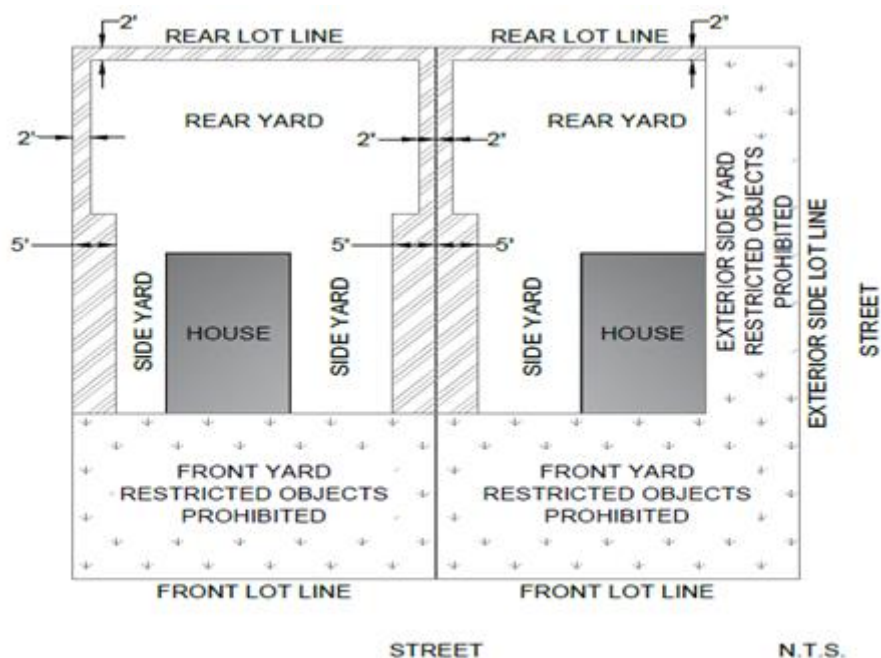 2'
2'
REAR LOT LINE
REAR LOT LINE
REAR YARD
REAR YARD
2'
2'
2'
5'
5'
5'
SIDE YARD
HOUSE
SIDE YARD
SIDE YARD
HOUSE
EXTERIOR SIDE YARD
RESTRICTED OBJECTS
PROHIBITED
EXTERIOR SIDE LOT LINE
STREET
FRONT YARD
RESTRICTED OBJECTS
PROHIBITED
FRONT YARD
RESTRICTED OBJECTS
PROHIBITED
FRONT LOT LINE
FRONT LOT LINE
STREET
N.T.S.